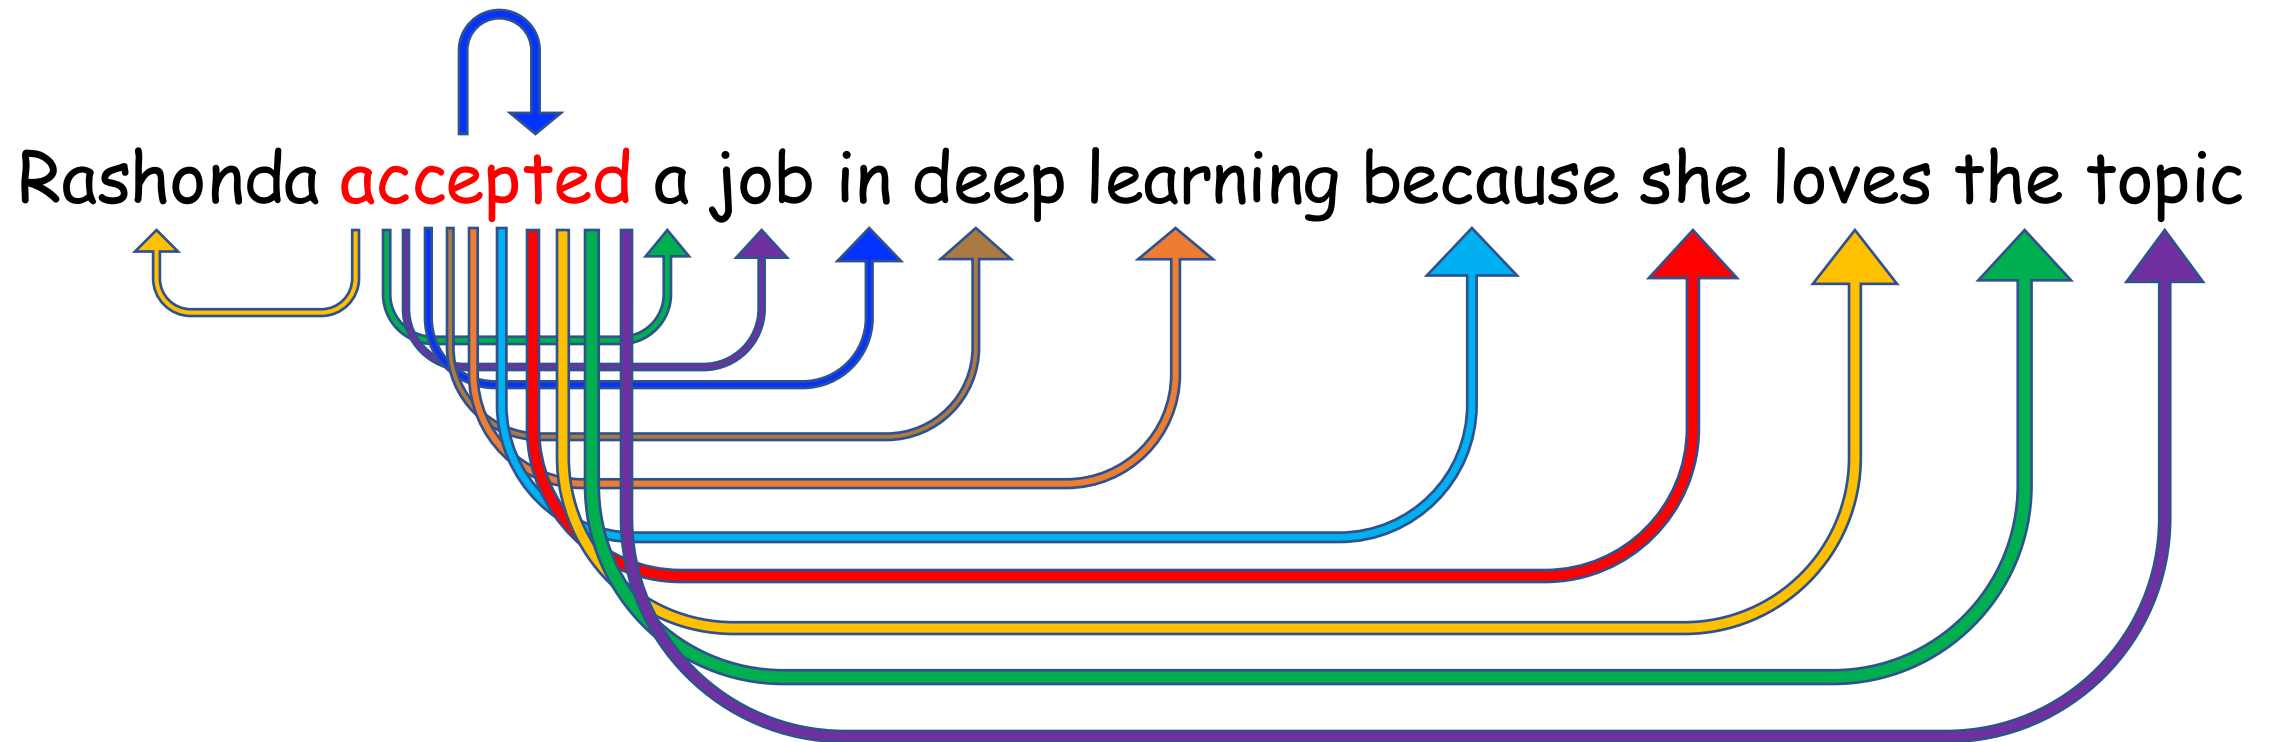 Rashonda accepted a job in deep learning because she loves the topic